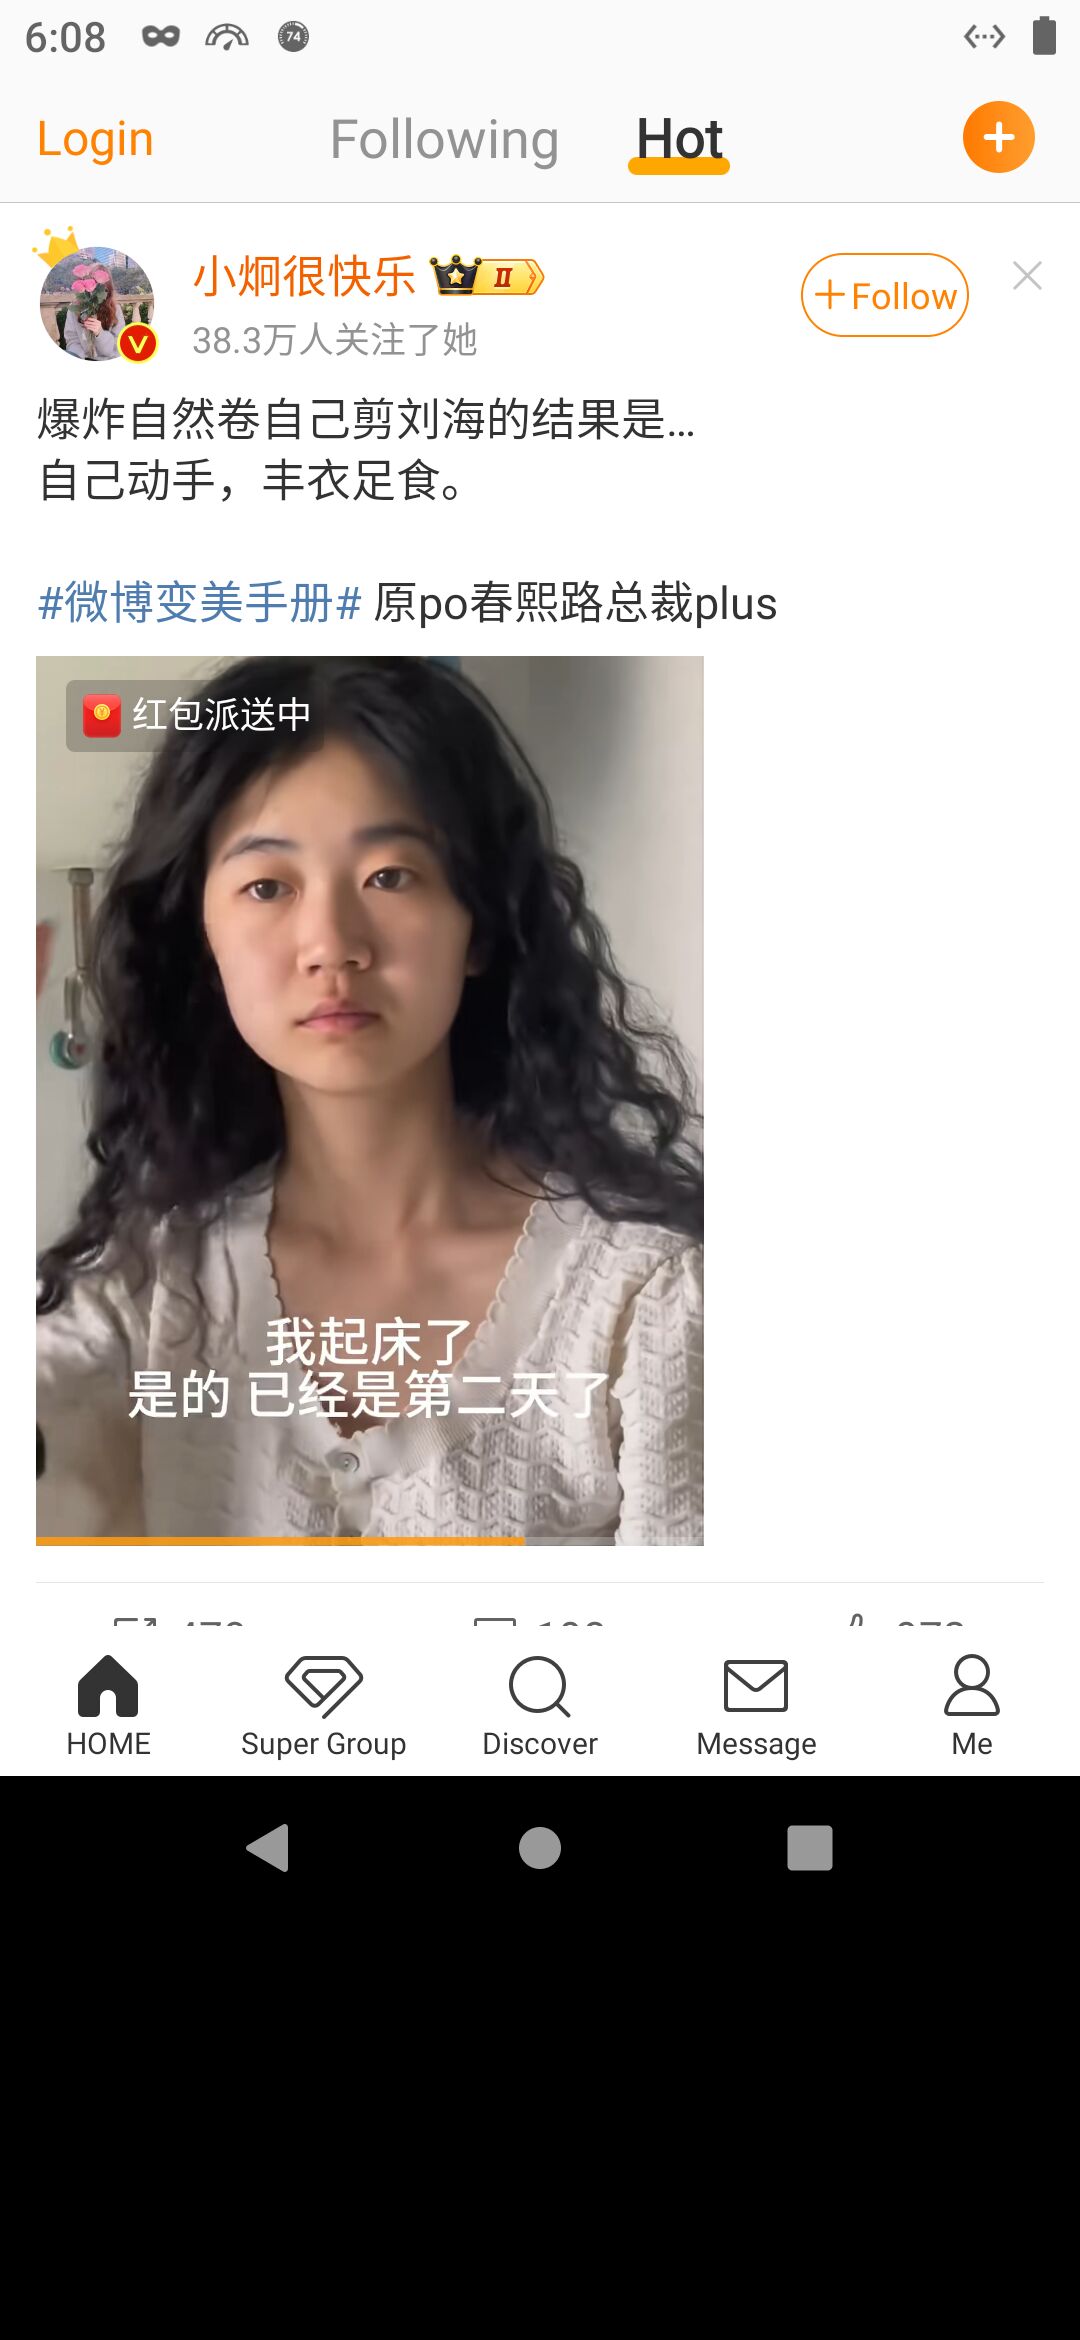 6:08
74
Login
Following
Hot
小炯很快乐
II
+Follow
38.3万人关注了她
爆炸自然卷自己剪刘海的结果是...
自己动手，丰衣足食。
#微博变美手册# 原po春熙路总裁plus
红包派送中
我起床了
是的 已经是第二天了
HOME
Super Group
Discover
Message
Me